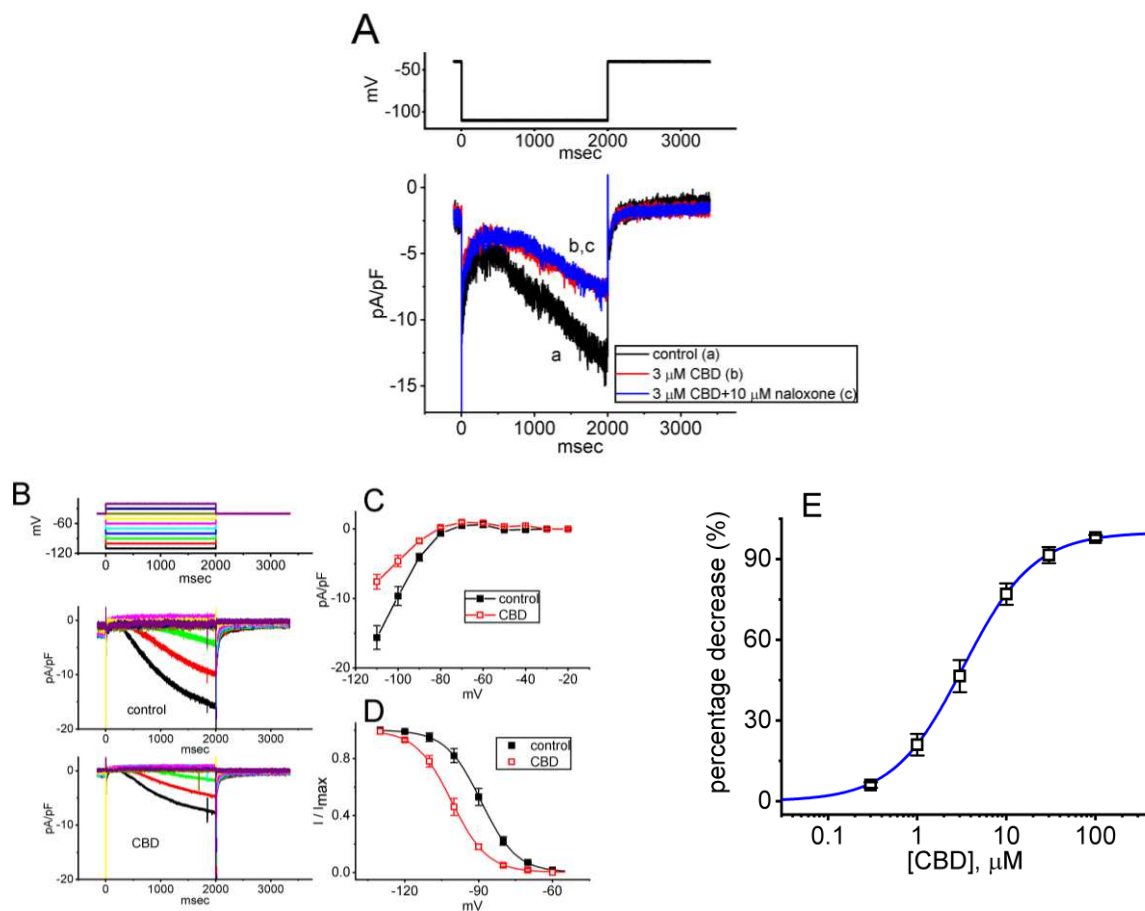 A
-50
-100
mV
0 1000 2000 3000
msec
0
-5
-10
-15
pA/pF
b,c
a
control (a)
3 μM CBD (b)
3 μM CBD+10 μM naloxone (c)
0 1000 2000 3000
msec
B
-60
-120
mV
0 1000 2000 3000
msec
0
-10
-20
pA/pF
control
0 1000 2000 3000
msec
0
-10
-20
pA/pF
CBD
0 1000 2000 3000
msec
C
0
-10
-20
pA/pF
control
CBD
-120 -100 -80 -60 -40 -20
mV
D
0.8
0.4
0.0
I / Imax
control
CBD
-120 -90 -60
mV
E
90
60
30
0
percentage decrease (%)
0.1 1 10 100
[CBD], μM